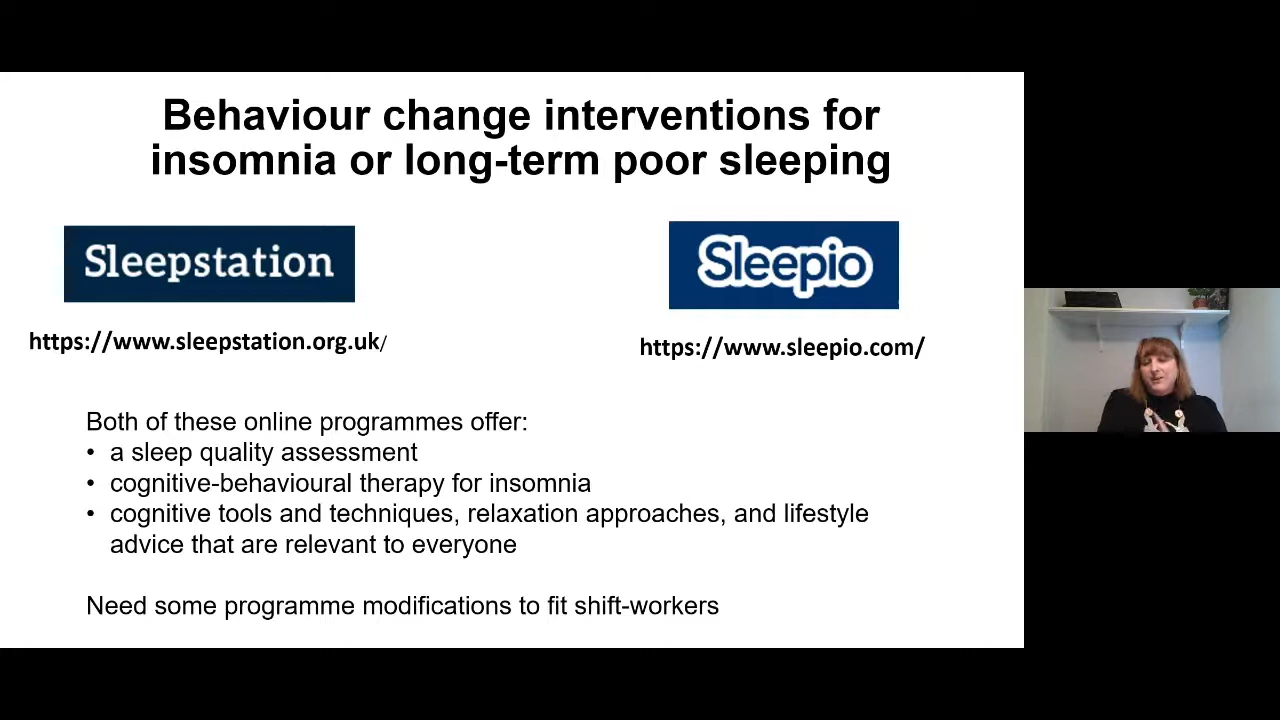 Behaviour change interventions for
insomnia or long-term poor sleeping
Sleepstation
Sleepio
https://www.sleepstation.org.uk/
https://www.sleepio.com/
Both of these online programmes offer:
• a sleep quality assessment
• cognitive-behavioural therapy for insomnia
• cognitive tools and techniques, relaxation approaches, and lifestyle
advice that are relevant to everyone
Need some programme modifications to fit shift-workers